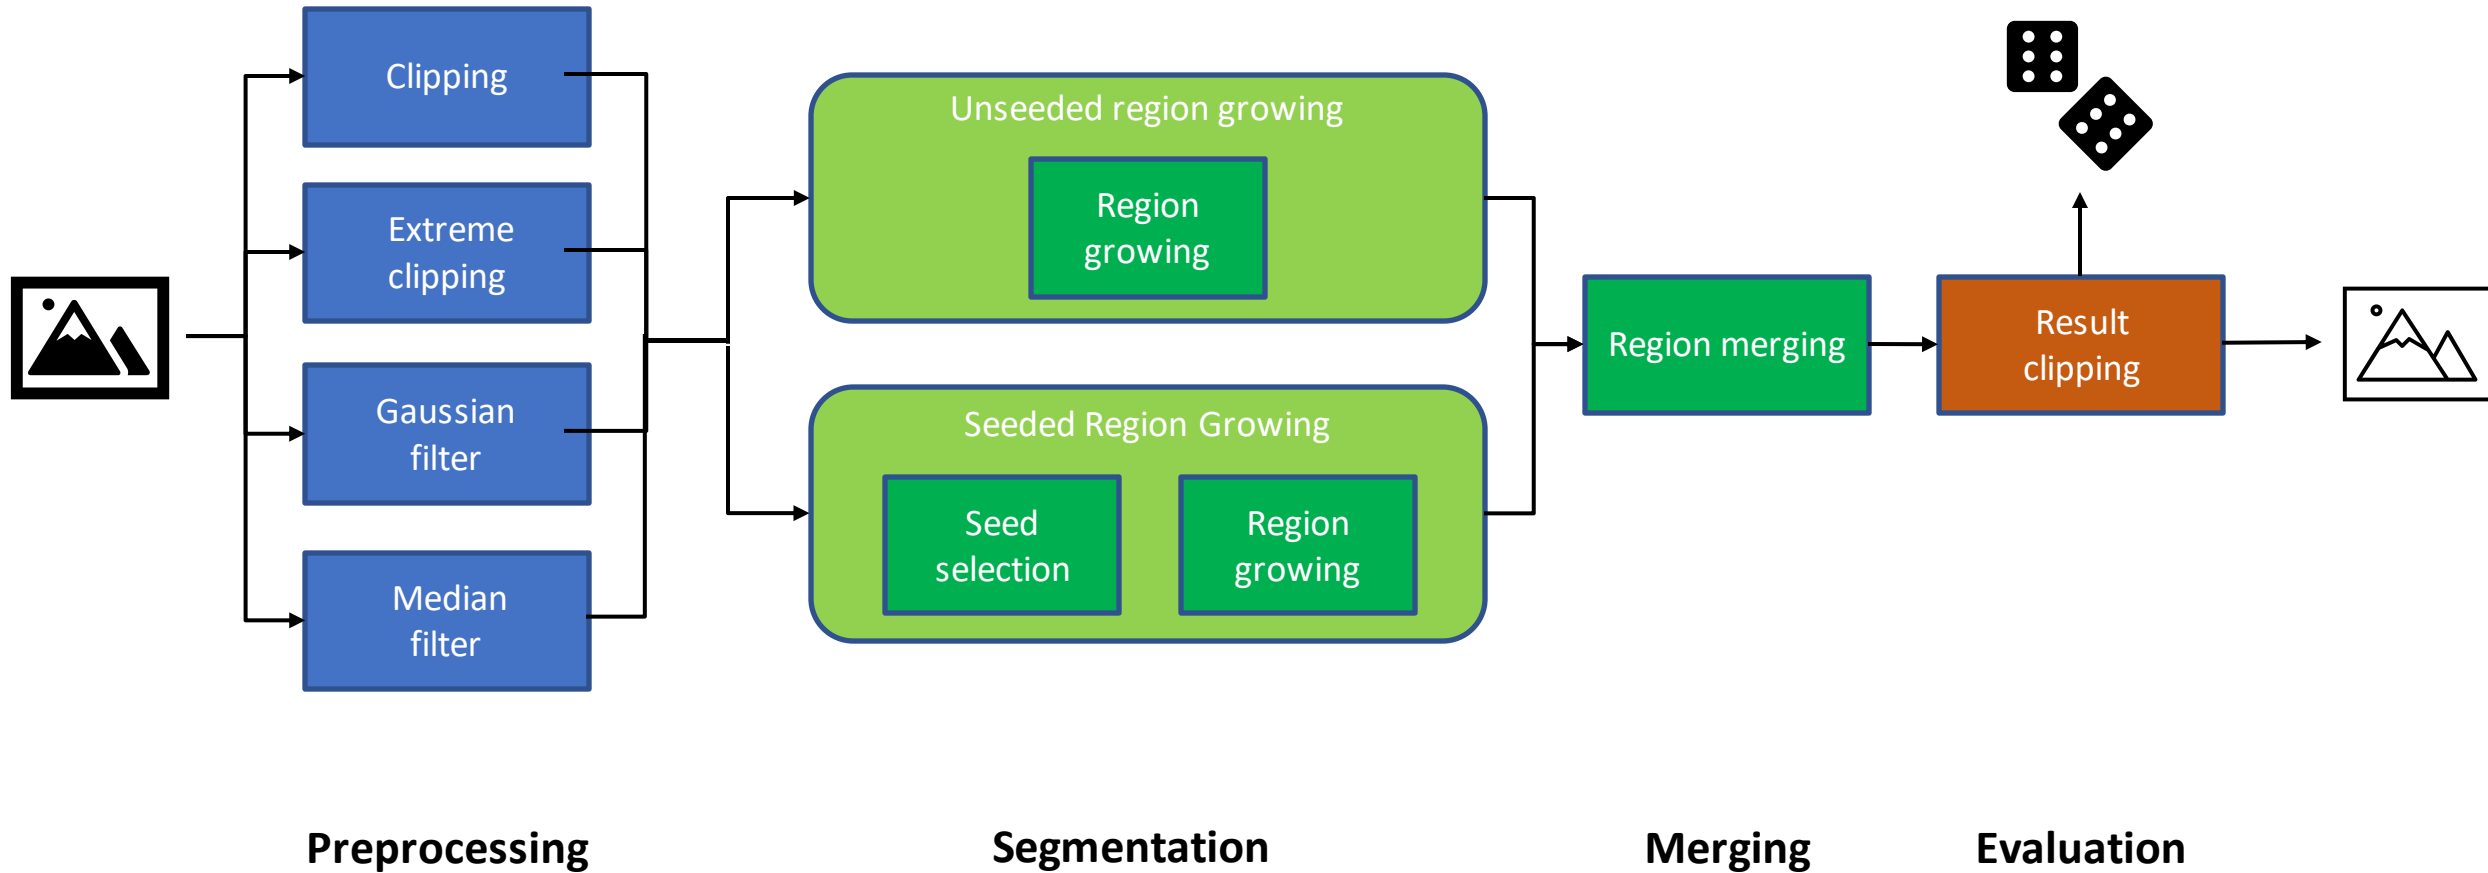 Clipping
Extreme
clipping
Gaussian
filter
Median
filter
Unseeded region growing
Region
growing
Seeded Region Growing
Seed
selection
Region
growing
Region merging
Result
clipping
Preprocessing
Segmentation
Merging
Evaluation